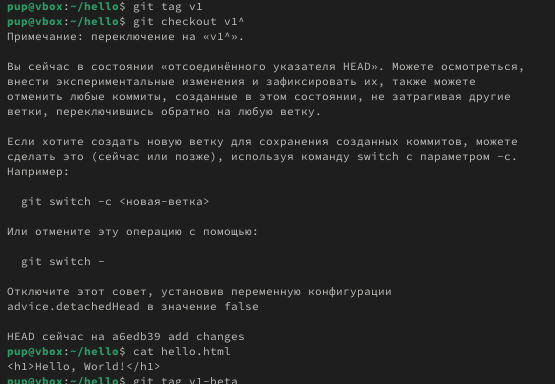 pup@vbox:~/hello$ git tag v1
pup@vbox:~/hello$ git checkout v1^
Примечание: переключение на «v1^».
Вы сейчас в состоянии «отсоединённого указателя HEAD». Можете осмотреться,
внести экспериментальные изменения и зафиксировать их, также можете
отменить любые коммиты, созданные в этом состоянии, не затрагивая другие
ветки, переключившись обратно на любую ветку.
Если хотите создать новую ветку для сохранения созданных коммитов, можете
сделать это (сейчас или позже), используя команду switch с параметром -c.
Например:
git switch -c <новая-ветка>
Или отмените эту операцию с помощью:
git switch -
Отключите этот совет, установив переменную конфигурации
advice.detachedHead в значение false
HEAD сейчас на a6edb39 add changes
pup@vbox:~/hello$ cat hello.html
<h1>Hello, World!</h1>
pup@vbox:~/hello$ git tag v1-beta